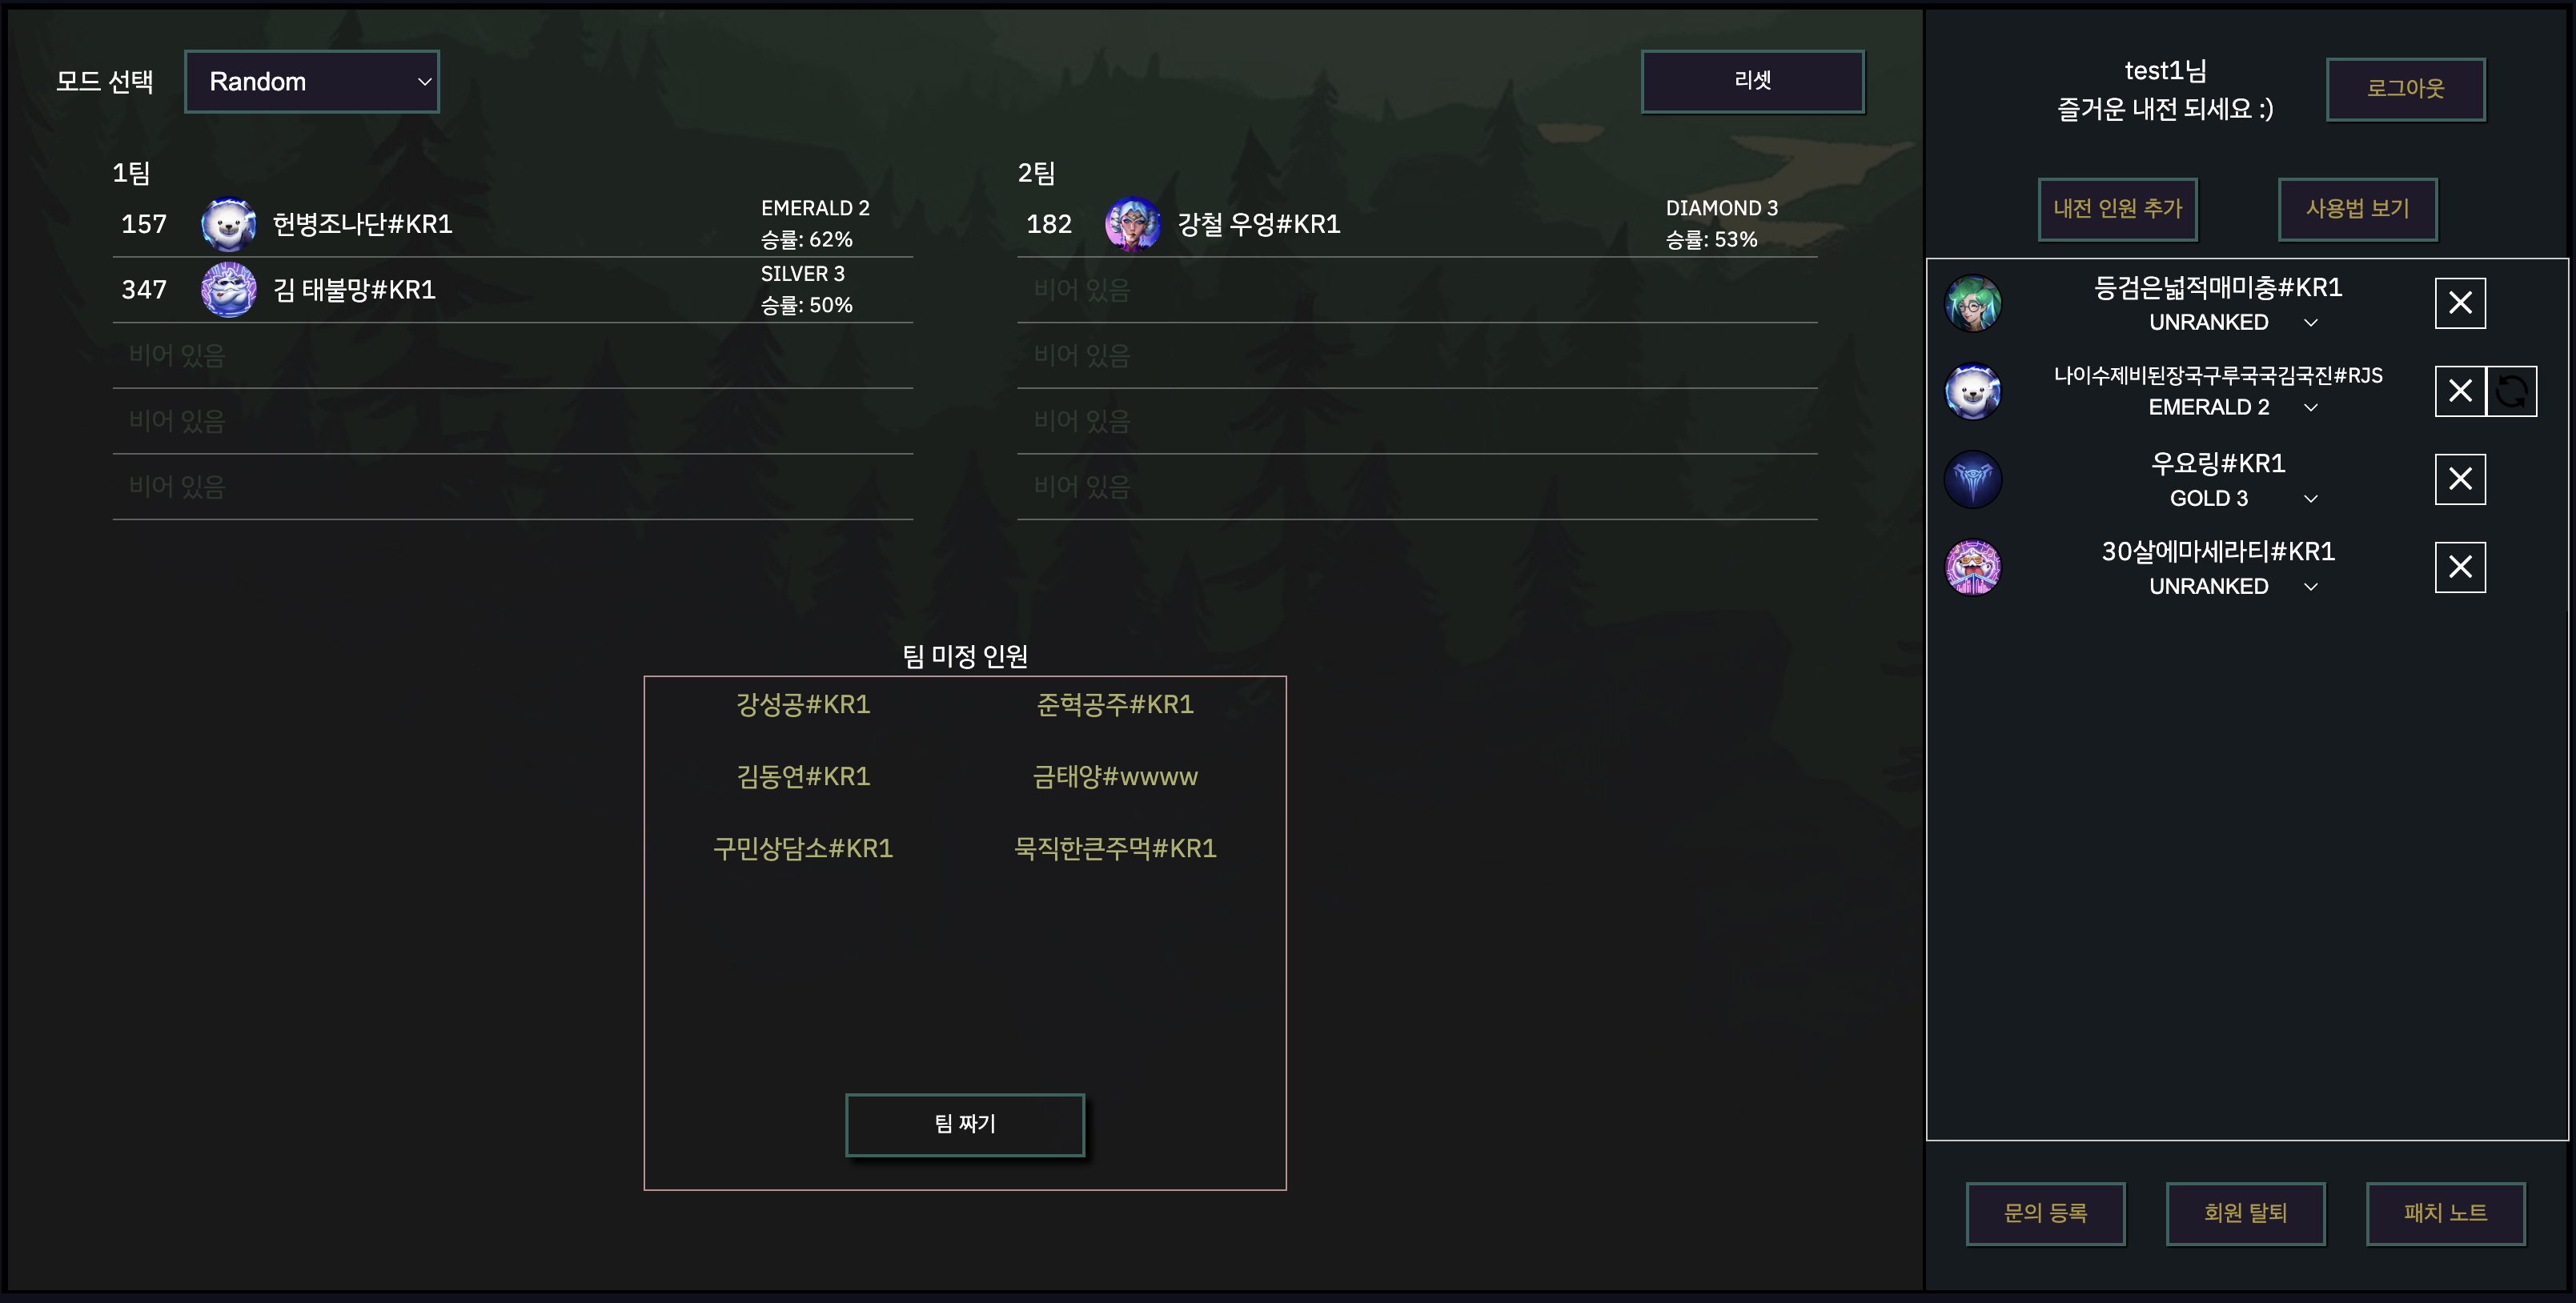 모드 선택
Random
리셋
1팀
157
헌병조나단#KR1
EMERALD 2
승률: 62%
347
김 태불망#KR1
SILVER 3
승률: 50%
비어 있음
비어 있음
비어 있음
2팀
182
강철 우엉#KR1
DIAMOND 3
승률: 53%
비어 있음
비어 있음
비어 있음
비어 있음
팀 미정 인원
강성공#KR1
준혁공주#KR1
김동연#KR1
금태양#wwww
구민상담소#KR1
묵직한큰주먹#KR1
팀 짜기
test1님
즐거운 내전 되세요 :)
로그아웃
내전 인원 추가
사용법 보기
등검은넓적매미충#KR1
UNRANKED
나이수제비된장국구루국국김국진#RJS
EMERALD 2
우요링#KR1
GOLD 3
30살에마세라티#KR1
UNRANKED
문의 등록
회원 탈퇴
패치 노트